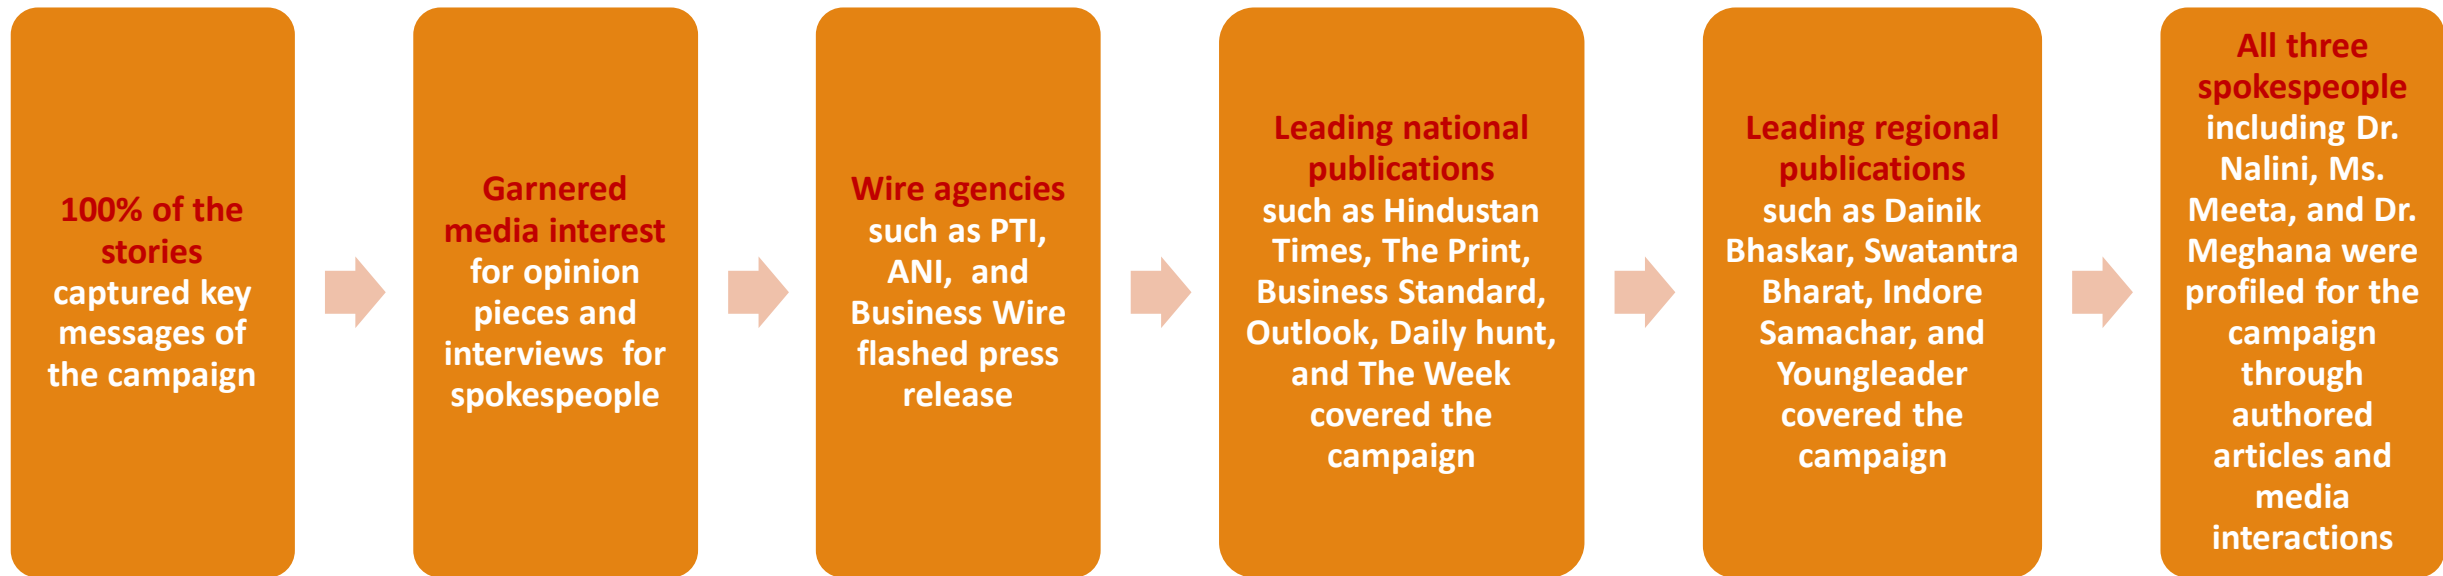 100% of the
stories
captured key
messages of
the campaign
Garnered
media interest
for opinion
pieces and
interviews  for
spokespeople
Wire agencies
such as PTI,
ANI,  and
Business Wire
flashed press
release
Leading national
publications
such as Hindustan
Times, The Print,
Business Standard,
Outlook, Daily hunt,
and The Week
covered the
campaign
Leading regional
publications
such as Dainik
Bhaskar, Swatantra
Bharat, Indore
Samachar, and
Youngleader
covered the
campaign
All three
spokespeople
including Dr.
Nalini, Ms.
Meeta, and Dr.
Meghana were
profiled for the
campaign
through
authored
articles and
media
interactions